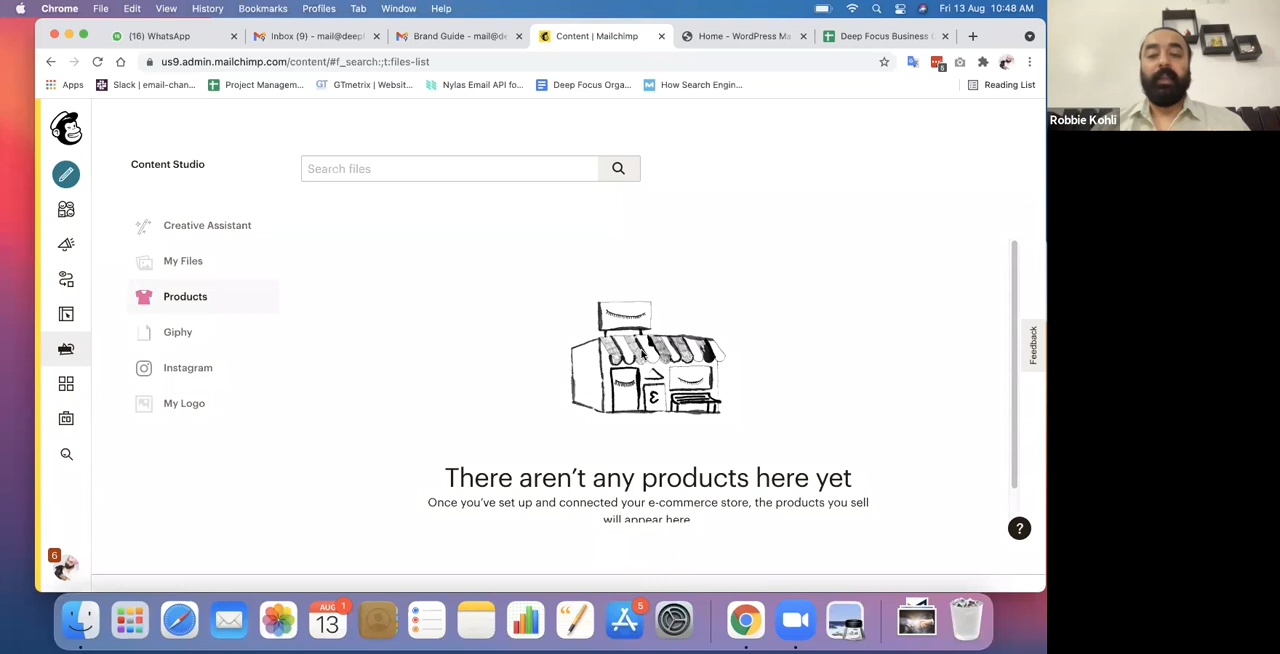 Chrome File Edit View History Bookmarks Profiles Tab Window Help Fri 13 Aug 10:48 AM
(16) WhatsApp Inbox (9) - mail@deepf Brand Guide - mail@de Content | Mailchimp Home – WordPress Ma Deep Focus Business C
us9.admin.mailchimp.com/content/#f_search:;t:files-list 6
Apps Slack | email-chan... Project Managem... GT GTmetrix | Websit... Nylas Email API fo... Deep Focus Orga... How Search Engin... Reading List
Robbie Kohli
Content Studio
Search files
Creative Assistant
My Files
Products
Giphy
Instagram
My Logo
Feedback
There aren't any products here yet
Once you've set up and connected your e-commerce store, the products you sell
will appear here
?
6
AUG 1
13
5